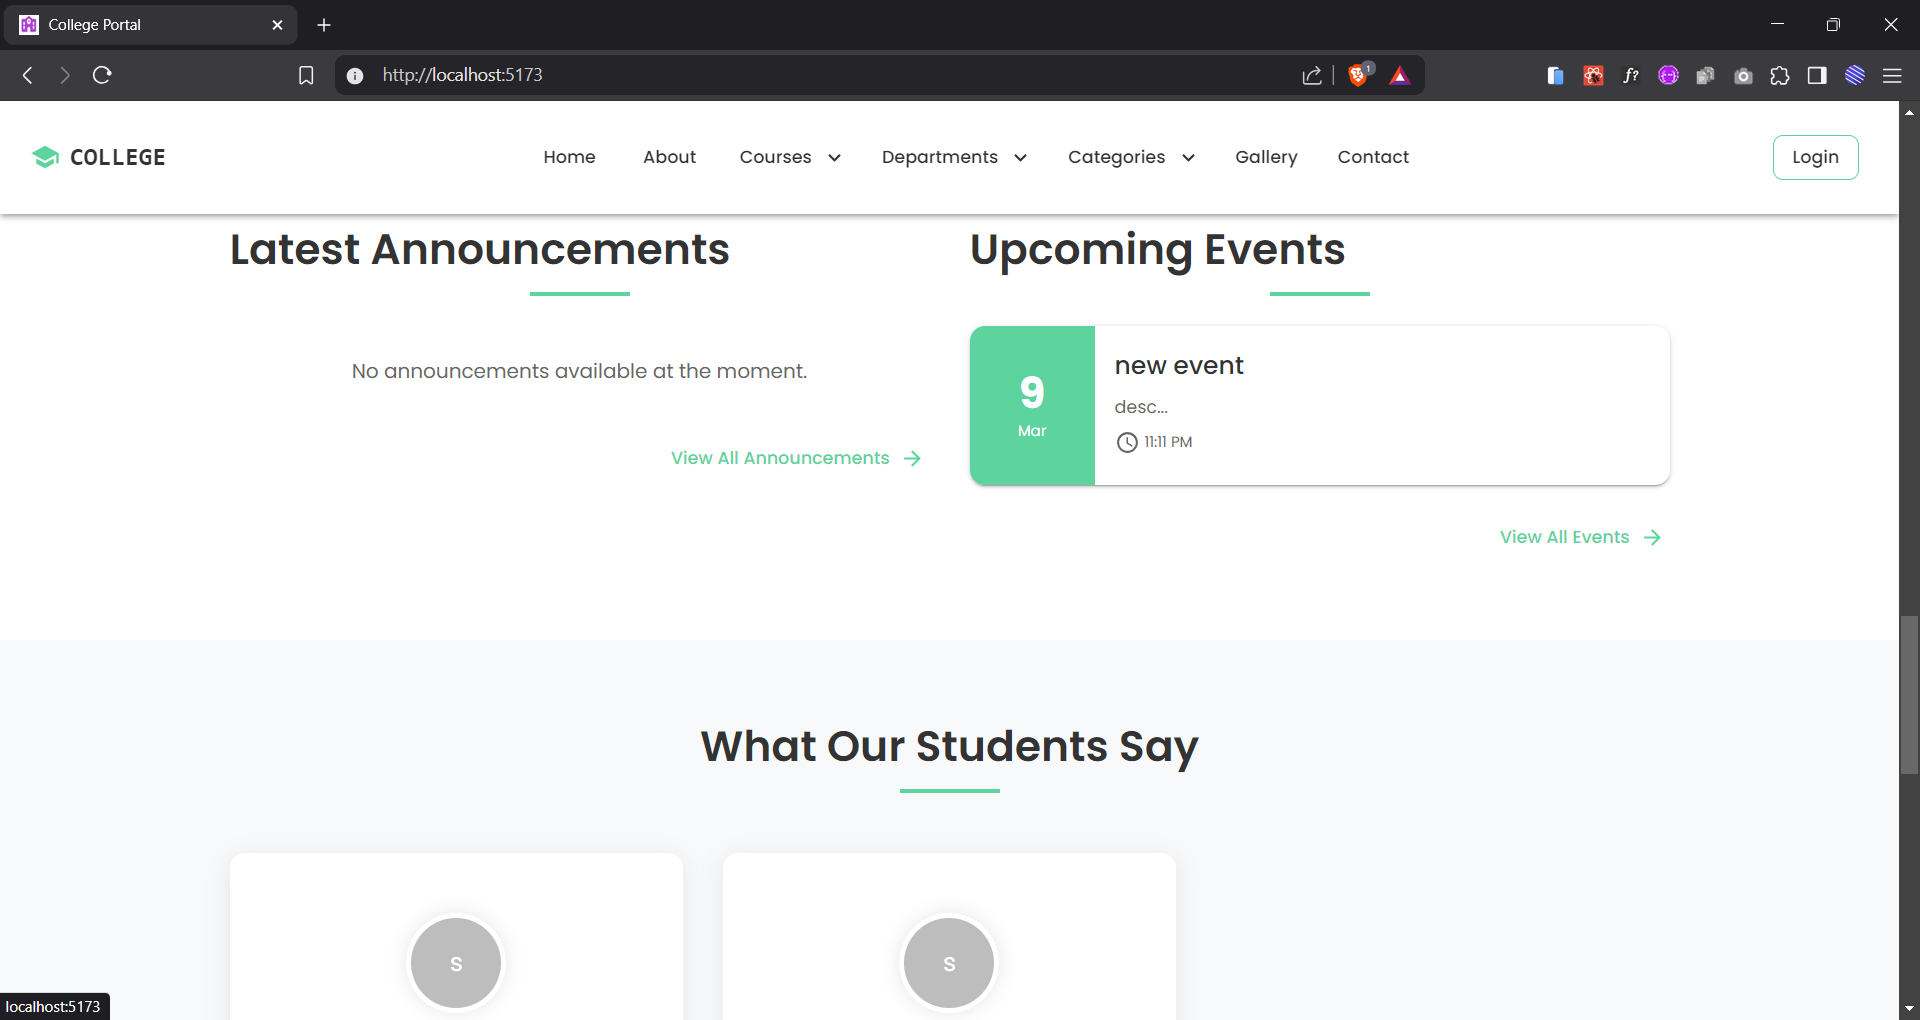 College Portal
http://localhost:5173
1
f?
COLLEGE
Home
About
Courses
Departments
Categories
Gallery
Contact
Login
Latest Announcements
No announcements available at the moment.
View All Announcements
Upcoming Events
9
Mar
new event
desc...
11:11 PM
View All Events
What Our Students Say
S
S
localhost:5173